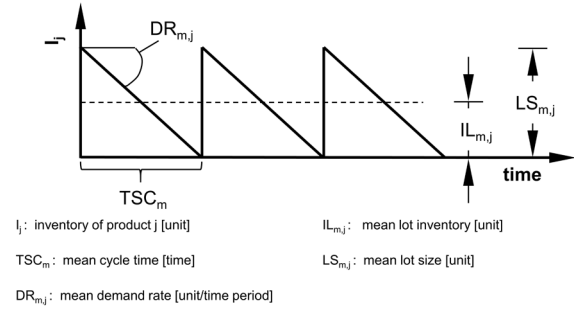 I_j
DR_m,j
LS_m,j
IL_m,j
time
TSC_m
I_j: inventory of product j [unit]
IL_m,j: mean lot inventory [unit]
TSC_m: mean cycle time [time]
LS_m,j: mean lot size [unit]
DR_m,j: mean demand rate [unit/time period]